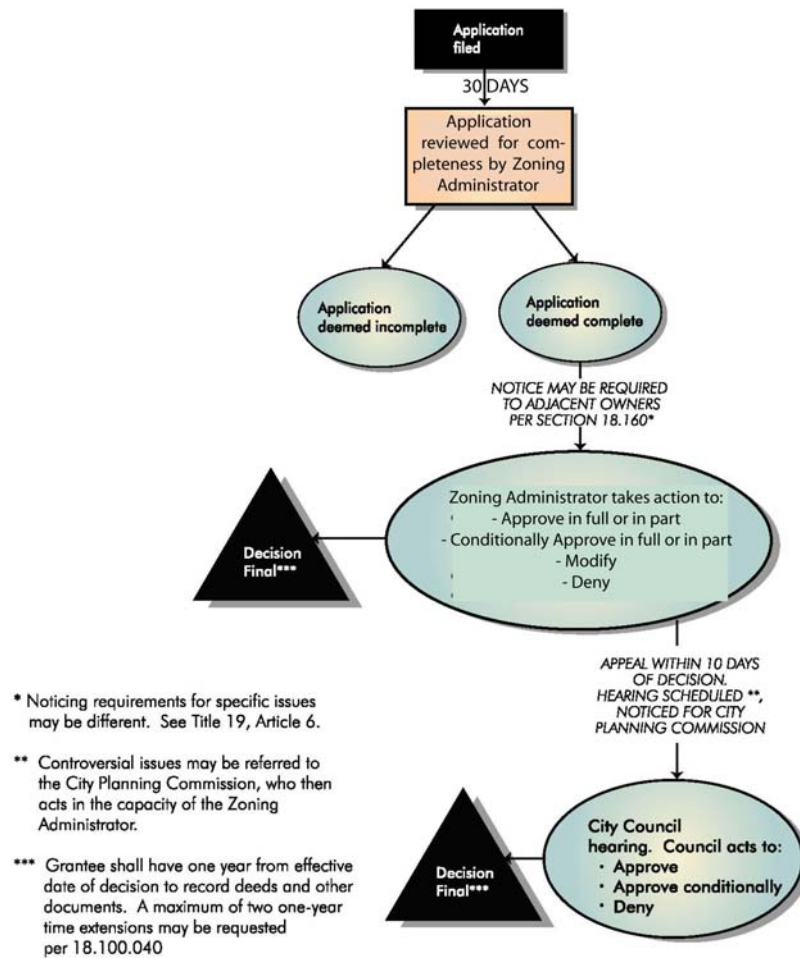 Application
filed
30 DAYS
Application
reviewed for com-
pleteness by Zoning
Administrator
Application
deemed incomplete
Application
deemed complete
NOTICE MAY BE REQUIRED
TO ADJACENT OWNERS
PER SECTION 18.160*
Zoning Administrator takes action to:
- Approve in full or in part
- Conditionally Approve in full or in part
- Modify
- Deny
Decision
Final***
APPEAL WITHIN 10 DAYS
OF DECISION.
HEARING SCHEDULED **,
NOTICED FOR CITY
PLANNING COMMISSION
City Council
hearing. Council acts to:
• Approve
• Approve conditionally
• Deny
Decision
Final***
* Noticing requirements for specific issues
may be different. See Title 19, Article 6.
** Controversial issues may be referred to
the City Planning Commission, who then
acts in the capacity of the Zoning
Administrator.
*** Grantee shall have one year from effective
date of decision to record deeds and other
documents. A maximum of two one-year
time extensions may be requested
per 18.100.040